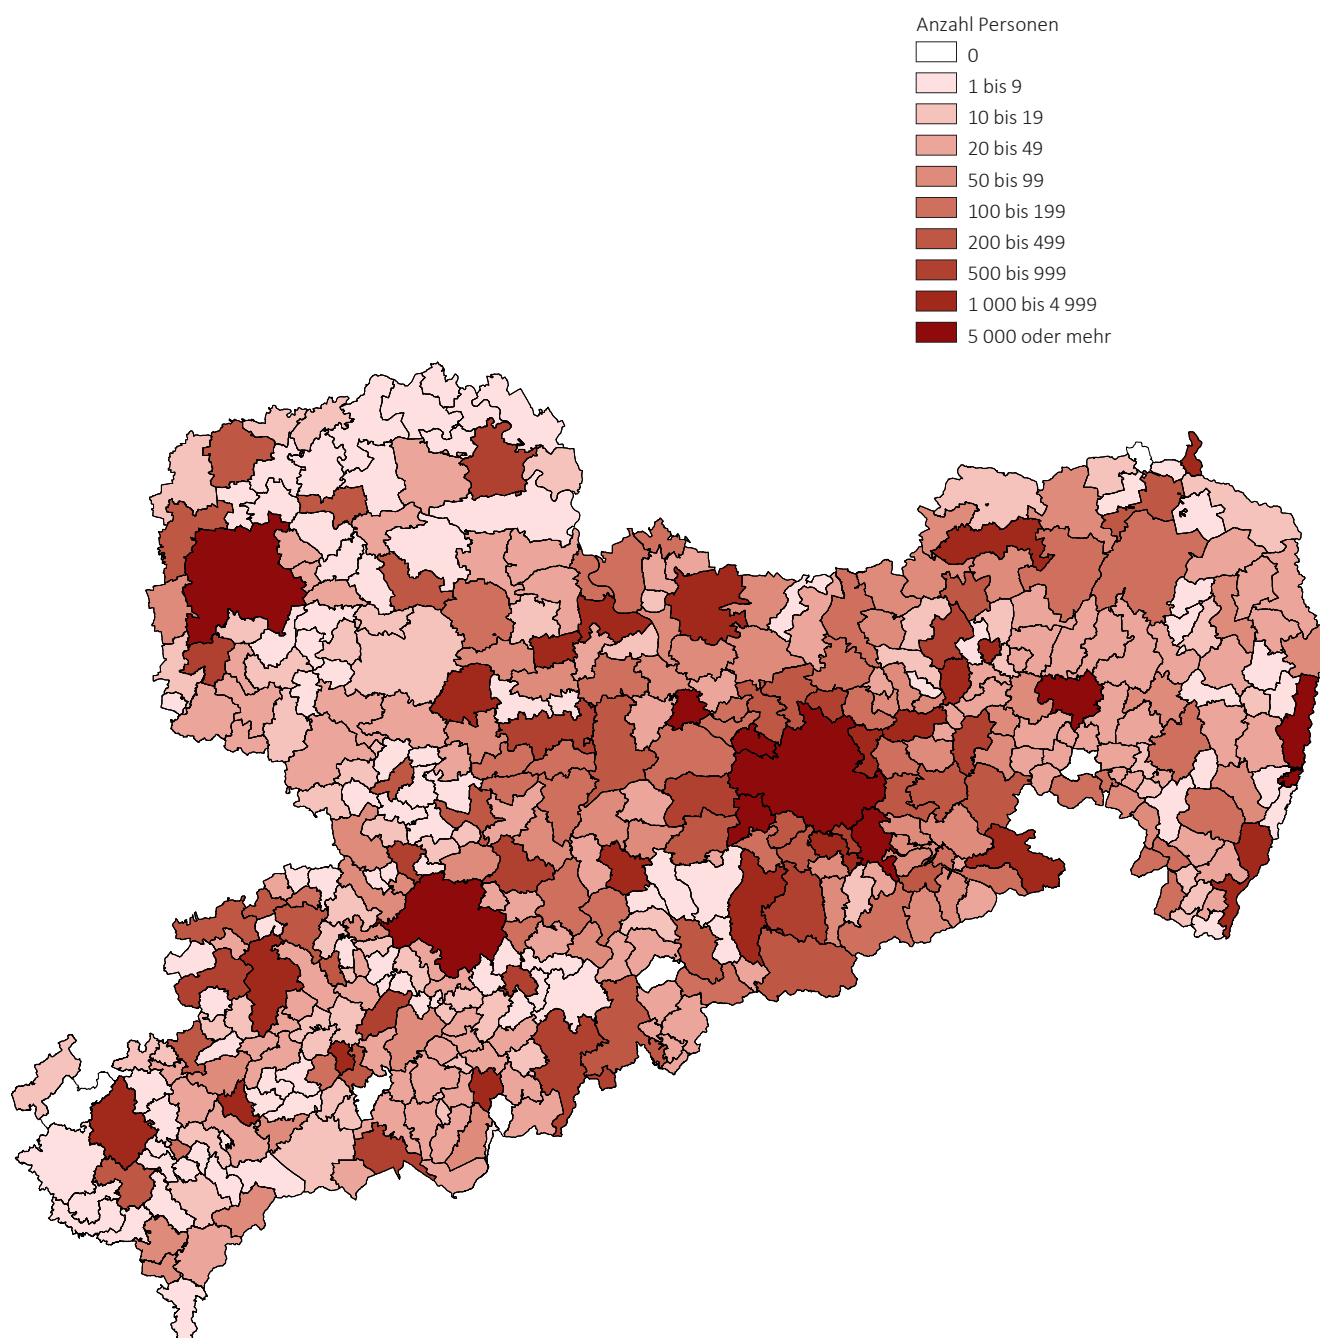 Anzahl Personen
0
1 bis 9
10 bis 19
20 bis 49
50 bis 99
100 bis 199
200 bis 499
500 bis 999
1 000 bis 4 999
5 000 oder mehr